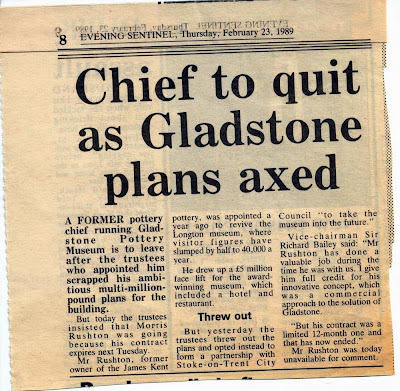 8 EVENING SENTINEL, Thursday, February 23, 1989
Chief to quit
as Gladstone
plans axed
A FORMER pottery
chief running Glad-
stone Pottery
Museum is to leave
after the trustees
who appointed him
scrapped his ambi-
tious multi-million-
pound plans for the
building.
But today the trustees
insisted that Morris
Rushton was going
because his contract
expires next Tuesday.
Mr Rushton, former
owner of the James Kent
pottery, was appointed a
year ago to revive the
Longton museum, where
visitor figures have
slumped by half to 40,000 a
year.
He drew up a £5 million
face lift for the award-
winning museum, which
included a hotel and
restaurant.
Threw out
But yesterday the
trustees threw out the
plans and opted instead to
form a partnership with
Stoke-on-Trent City
Council "to take the
museum into the future."
Vice-chairman Sir
Richard Bailey said: "Mr
Rushton has done a
valuable job during the
time he was with us. I give
him full credit for his
innovative concept, which
was a commercial
approach to the solution of
Gladstone.
"But his contract was a
limited 12-month one and
that has now ended."
Mr Rushton was today
unavailable for comment.